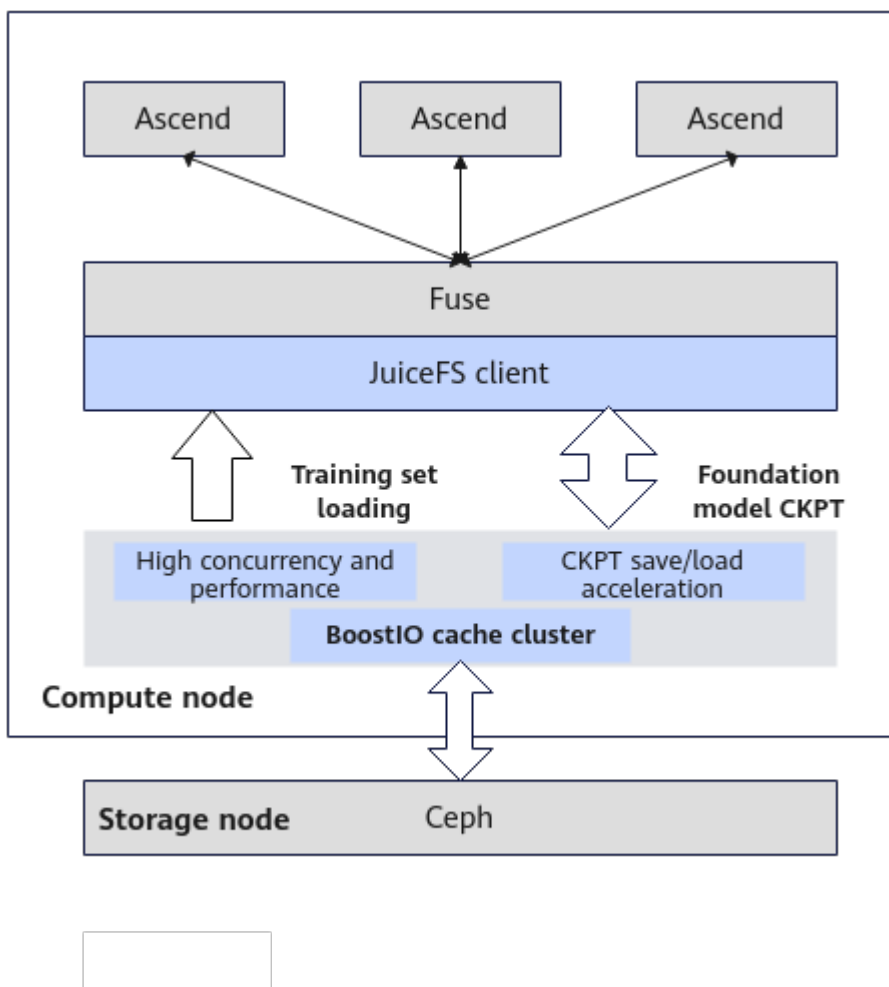 Ascend
Ascend
Ascend
Fuse
JuiceFS client
Training set
loading
Foundation
model CKPT
High concurrency and
performance
CKPT save/load
acceleration
BoostIO cache cluster
Compute node
Storage node
Ceph